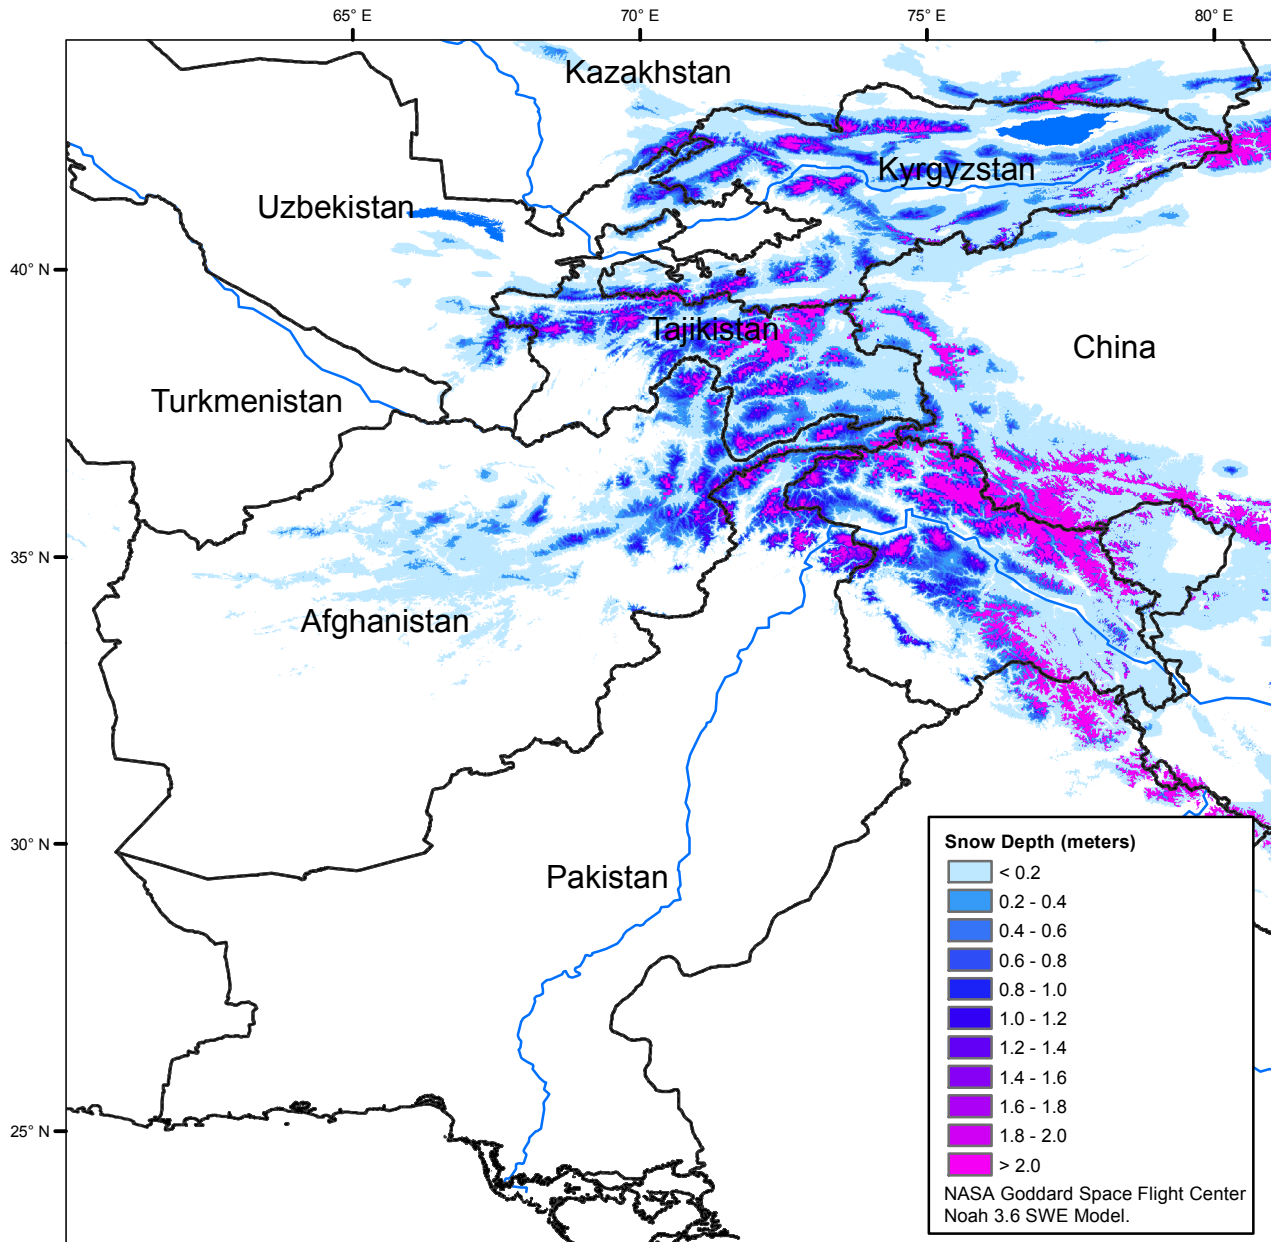 65° E
70° E
75° E
80° E
Kazakhstan
Kyrgyzstan
Uzbekistan
40° N
Tajikistan
China
Turkmenistan
35° N
Afghanistan
30° N
Pakistan
25° N
Snow Depth (meters)
< 0.2
0.2 - 0.4
0.4 - 0.6
0.6 - 0.8
0.8 - 1.0
1.0 - 1.2
1.2 - 1.4
1.4 - 1.6
1.6 - 1.8
1.8 - 2.0
> 2.0
NASA Goddard Space Flight Center
Noah 3.6 SWE Model.